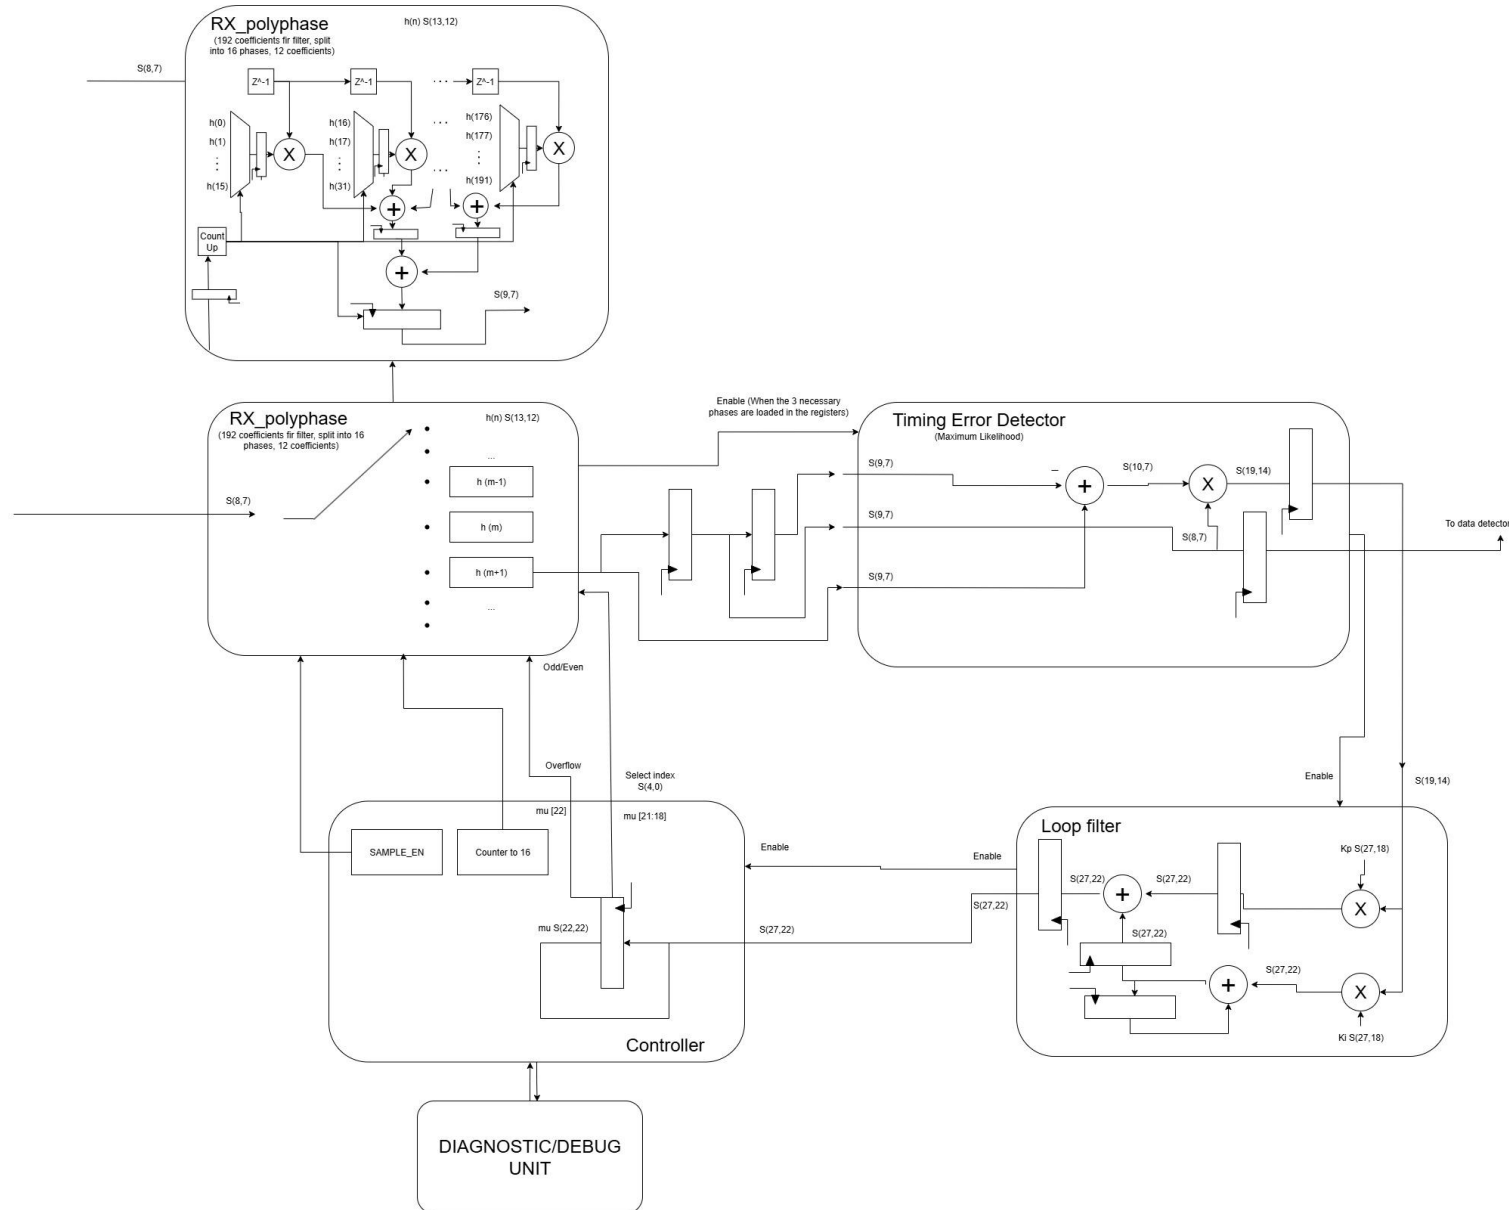 RX_polyphase
h(n) S(13,12)
(192 coefficients fir filter, split
into 16 phases, 12 coefficients)
S(8,7)
Z^-1
Z^-1
. . .
Z^-1
h(0)
h(1)
h(15)
h(16)
h(17)
h(31)
. . .
h(176)
h(177)
h(191)
X
X
X
. . .
+
+
Count
Up
+
S(9,7)
RX_polyphase
h(n) S(13,12)
(192 coefficients fir filter, split into 16
phases, 12 coefficients)
...
h (m-1)
S(8,7)
h (m)
h (m+1)
...
Enable (When the 3 necessary
phases are loaded in the registers)
Timing Error Detector
(Maximum Likelihood)
S(9,7)
–
+
S(10,7)
X
S(19,14)
S(9,7)
S(8,7)
To data detector
S(9,7)
Odd/Even
Overflow
Select index
S(4,0)
mu [22]
mu [21:18]
SAMPLE_EN
Counter to 16
mu S(22,22)
S(27,22)
Controller
Enable
Enable
Enable
S(19,14)
Loop filter
Kp S(27,18)
S(27,22)
+
S(27,22)
X
S(27,22)
S(27,22)
S(27,22)
+
X
Ki S(27,18)
DIAGNOSTIC/DEBUG
UNIT